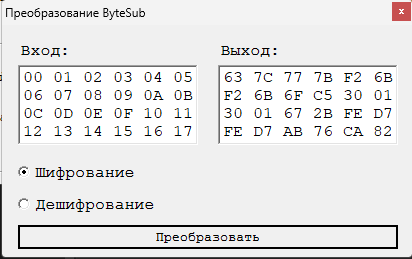 Преобразование ByteSub
Вход:
00 01 02 03 04 05
06 07 08 09 0A 0B
0C 0D 0E 0F 10 11
12 13 14 15 16 17
Выход:
63 7C 77 7B F2 6B
F2 6B 6F C5 30 01
30 01 67 2B FE D7
FE D7 AB 76 CA 82
Шифрование
Дешифрование
Преобразовать